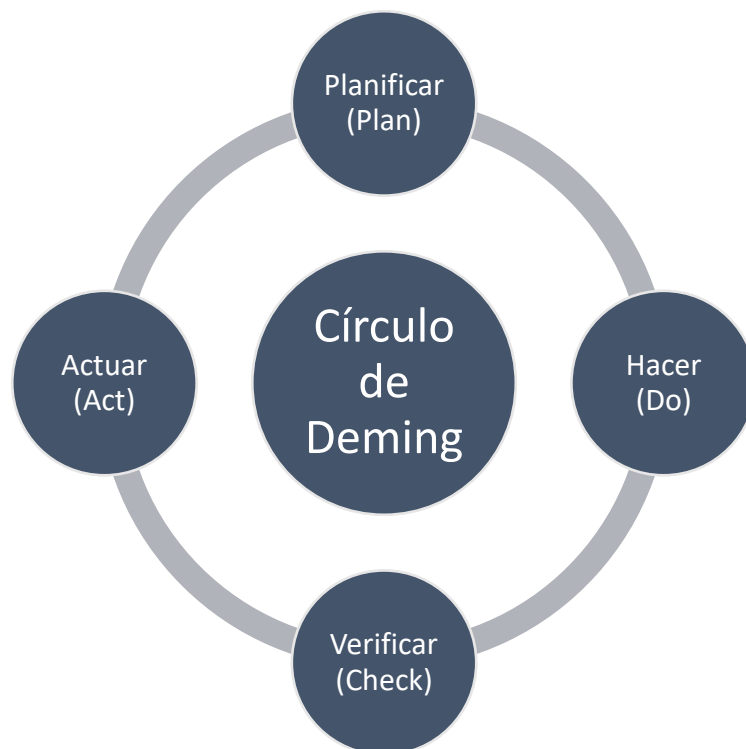 Planificar
(Plan)
Círculo
de
Deming
Actuar
(Act)
Hacer
(Do)
Verificar
(Check)